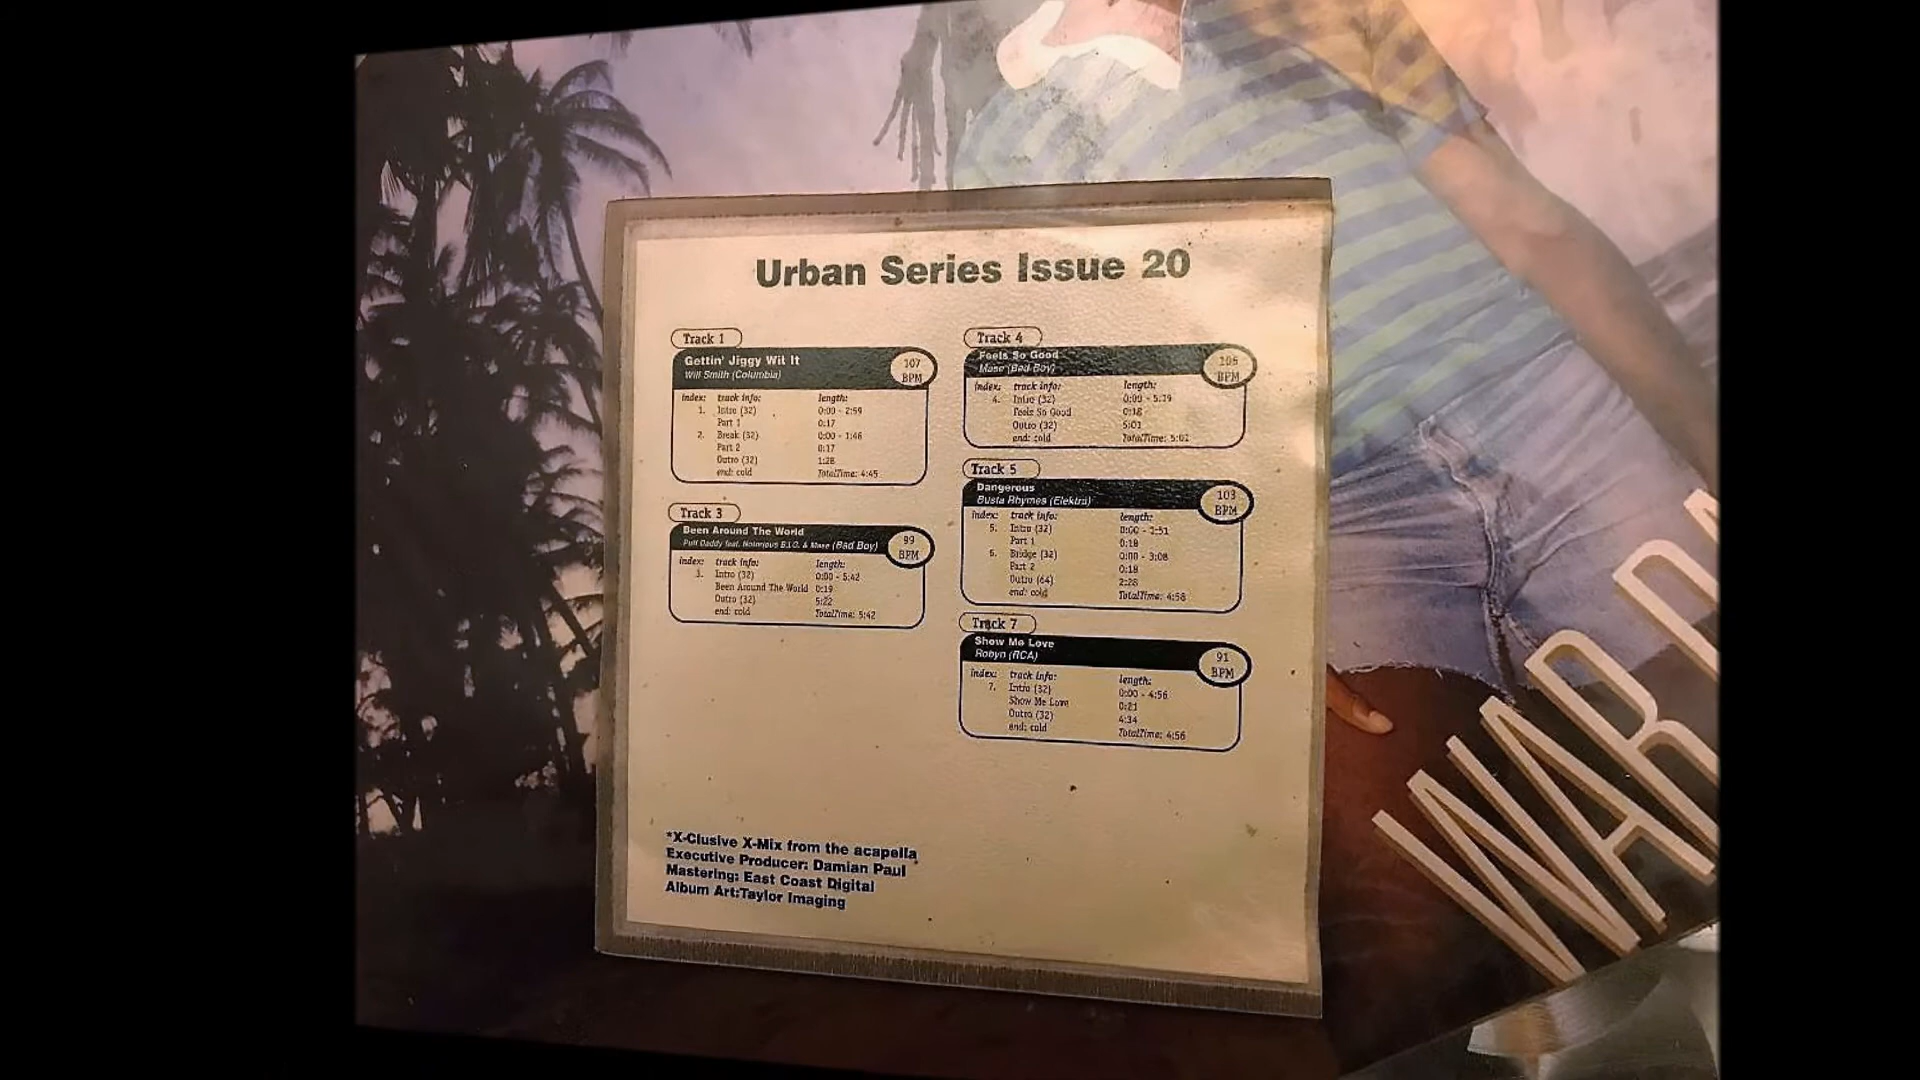 Urban Series Issue 20
Track 1
Gettin' Jiggy Wit It
Will Smith (Columbia)
107
BPM
index: track info: length:
1. Intro (32) 0:00 - 2:59
Part 1 0:17
2. Break (32) 0:00 - 1:46
Part 2 0:17
Outro (32) 1:28
end: cold TotalTime: 4:45
Track 3
Been Around The World
Puff Daddy feat. Notorious B.I.G. & Mase (Bad Boy)
99
BPM
index: track info: length:
3. Intro (32) 0:00 - 5:42
Been Around The World 0:19
Outro (32) 5:22
end: cold TotalTime: 5:42
Track 4
Feels So Good
Mase (Bad Boy)
BPM
index: track info: length:
4. Intro (32) 0:00 - 5:19
Feels So Good 0:18
Outro (32) 5:01
end: cold TotalTime:
Track 5
Dangerous
Busta Rhymes (Elektra)
103
BPM
index: track info: length:
5. Intro (32) 0:00 - 1:51
Part 1 0:18
6. Bridge (32) 0:00 - 3:08
Part 2 0:18
Outro (64) 2:28
end: cold TotalTime: 4:58
Track 7
Show Me Love
Robyn (RCA)
91
BPM
index: track info: length:
7. Intro (32) 0:00 - 4:56
Show Me Love 0:21
Outro (32) 4:34
end: cold TotalTime: 4:56
*X-Clusive X-Mix from the acapella
Executive Producer: Damian Paul
Mastering: East Coast Digital
Album Art:Taylor Imaging